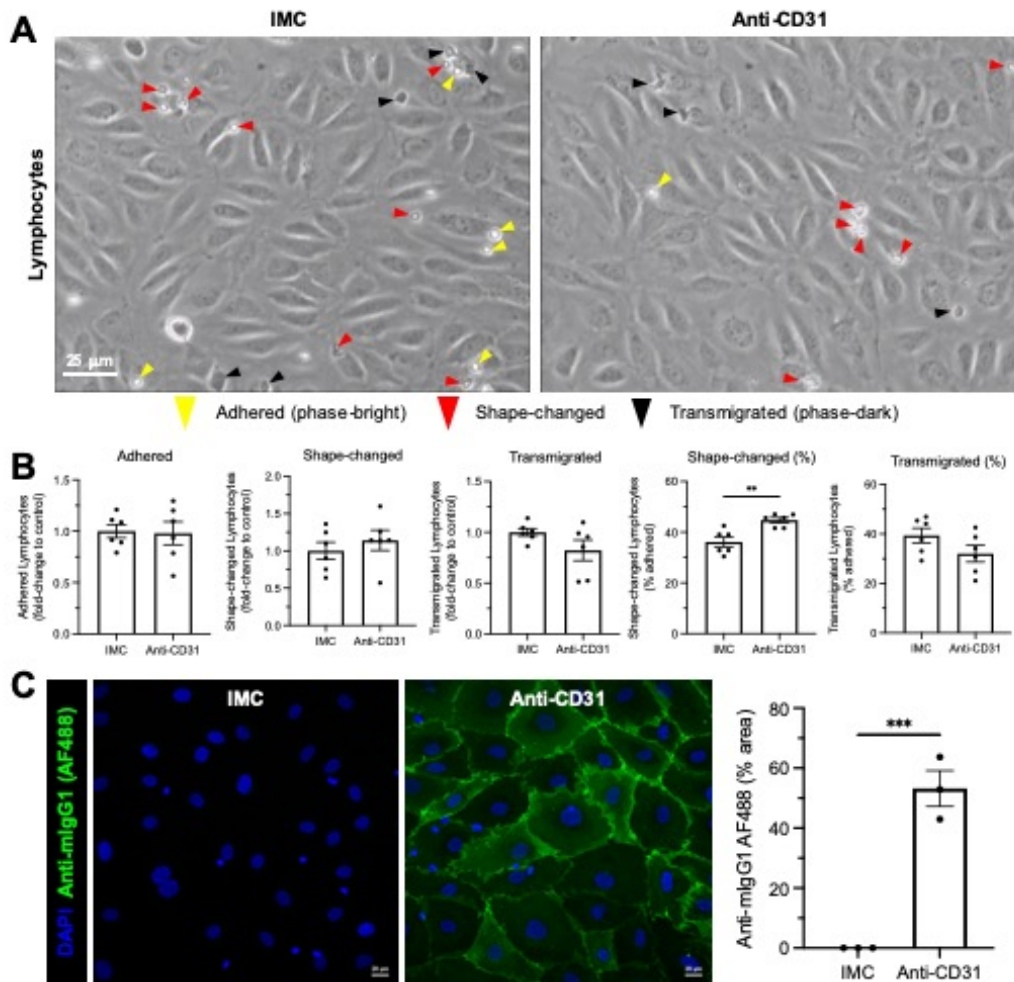 A
IMC
Anti-CD31
Lymphocytes
25 μm
Adhered (phase-bright)
Shape-changed
Transmigrated (phase-dark)
B
Adhered
Adhered Lymphocytes
(fold-change to control)
1.5
1.0
0.5
0.0
IMC
Anti-CD31
Shape-changed
Shape-changed Lymphocytes
(fold-change to control)
2.0
1.5
1.0
0.5
0.0
IMC
Anti-CD31
Transmigrated
Transmigrated Lymphocytes
(fold-change to control)
1.5
1.0
0.5
0.0
IMC
Anti-CD31
Shape-changed (%)
Shape-changed Lymphocytes
(% adhered)
60
40
20
0
**
IMC
Anti-CD31
Transmigrated (%)
Transmigrated Lymphocytes
(% adhered)
60
40
20
0
IMC
Anti-CD31
C
DAPI Anti-mIgG1 (AF488)
IMC
Anti-CD31
Anti-mIgG1 AF488 (% area)
80
60
40
20
0
***
IMC
Anti-CD31